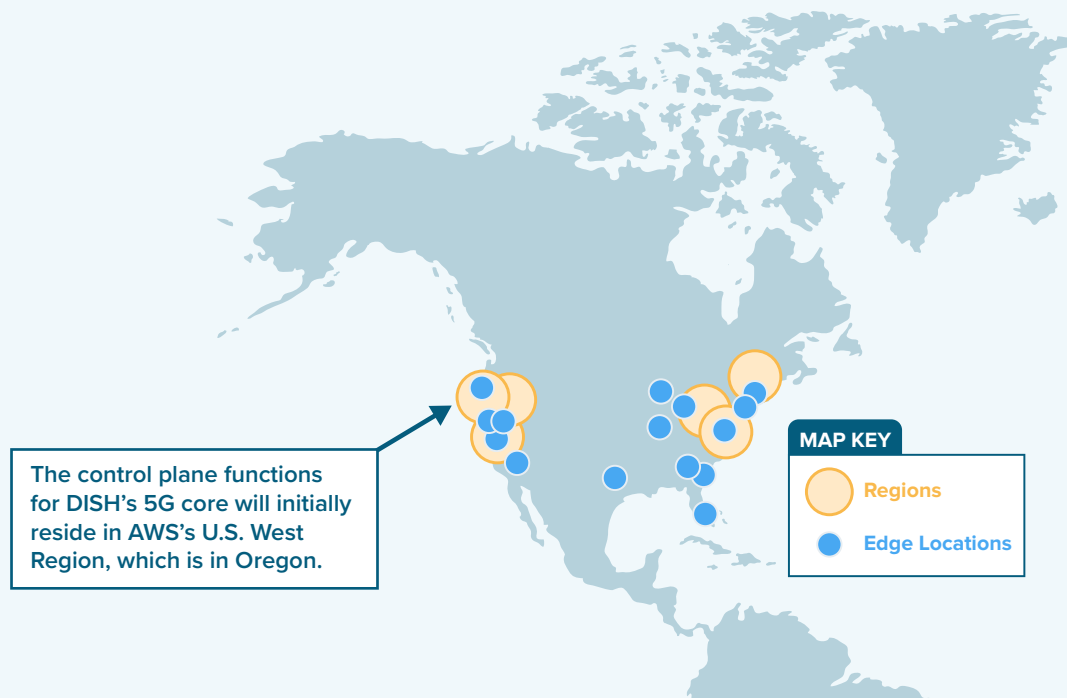 The control plane functions
for DISH's 5G core will initially
reside in AWS's U.S. West
Region, which is in Oregon.
MAP KEY
Regions
Edge Locations